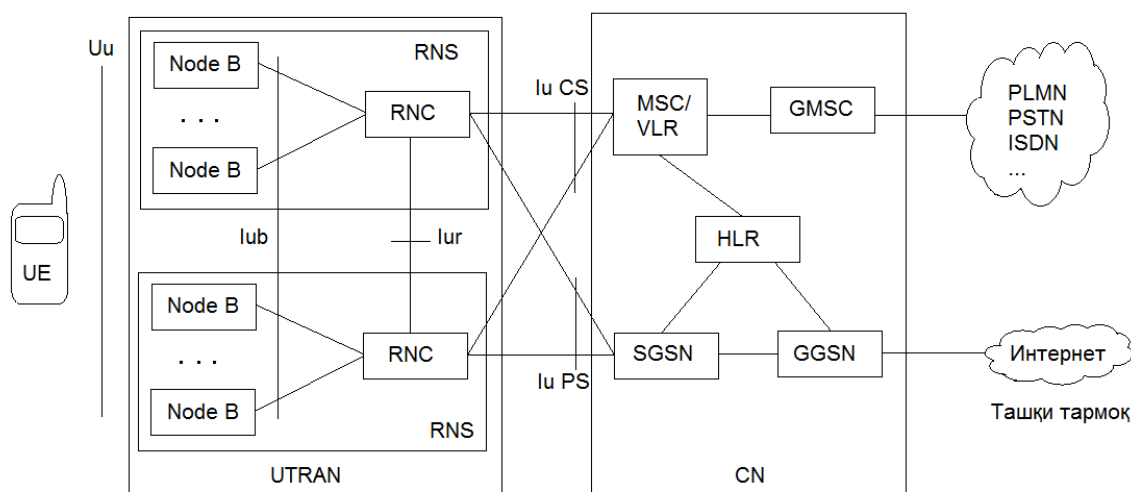 Uu
RNS
Node B
. . .
Node B
RNC
Iub
Iur
Node B
. . .
Node B
RNC
RNS
UTRAN
UE
Iu CS
Iu PS
MSC/
VLR
GMSC
HLR
SGSN
GGSN
CN
PLMN
PSTN
ISDN
...
Интернет
Ташқи тармоқ